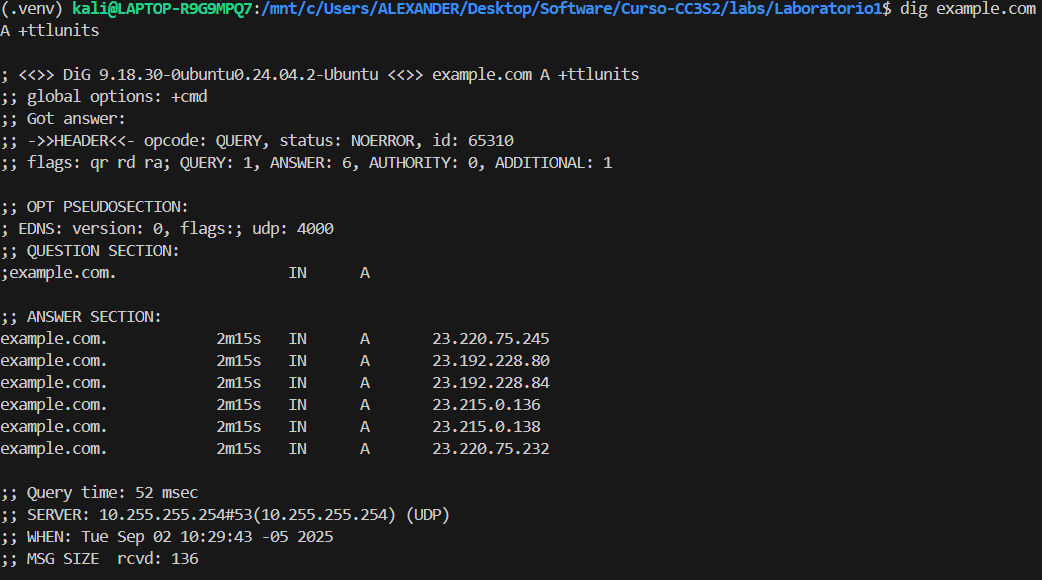 (.venv) kali@LAPTOP-R9G9MPQ7:/mnt/c/Users/ALEXANDER/Desktop/Software/Curso-CC3S2/labs/Laboratorio1$ dig example.com
A +ttlunits
; <<>> DiG 9.18.30-0ubuntu0.24.04.2-Ubuntu <<>> example.com A +ttlunits
;; global options: +cmd
;; Got answer:
;; ->>HEADER<<- opcode: QUERY, status: NOERROR, id: 65310
;; flags: qr rd ra; QUERY: 1, ANSWER: 6, AUTHORITY: 0, ADDITIONAL: 1
;; OPT PSEUDOSECTION:
; EDNS: version: 0, flags:; udp: 4000
;; QUESTION SECTION:
;example.com. IN A
;; ANSWER SECTION:
example.com. 2m15s IN A 23.220.75.245
example.com. 2m15s IN A 23.192.228.80
example.com. 2m15s IN A 23.192.228.84
example.com. 2m15s IN A 23.215.0.136
example.com. 2m15s IN A 23.215.0.138
example.com. 2m15s IN A 23.220.75.232
;; Query time: 52 msec
;; SERVER: 10.255.255.254#53(10.255.255.254) (UDP)
;; WHEN: Tue Sep 02 10:29:43 -05 2025
;; MSG SIZE rcvd: 136